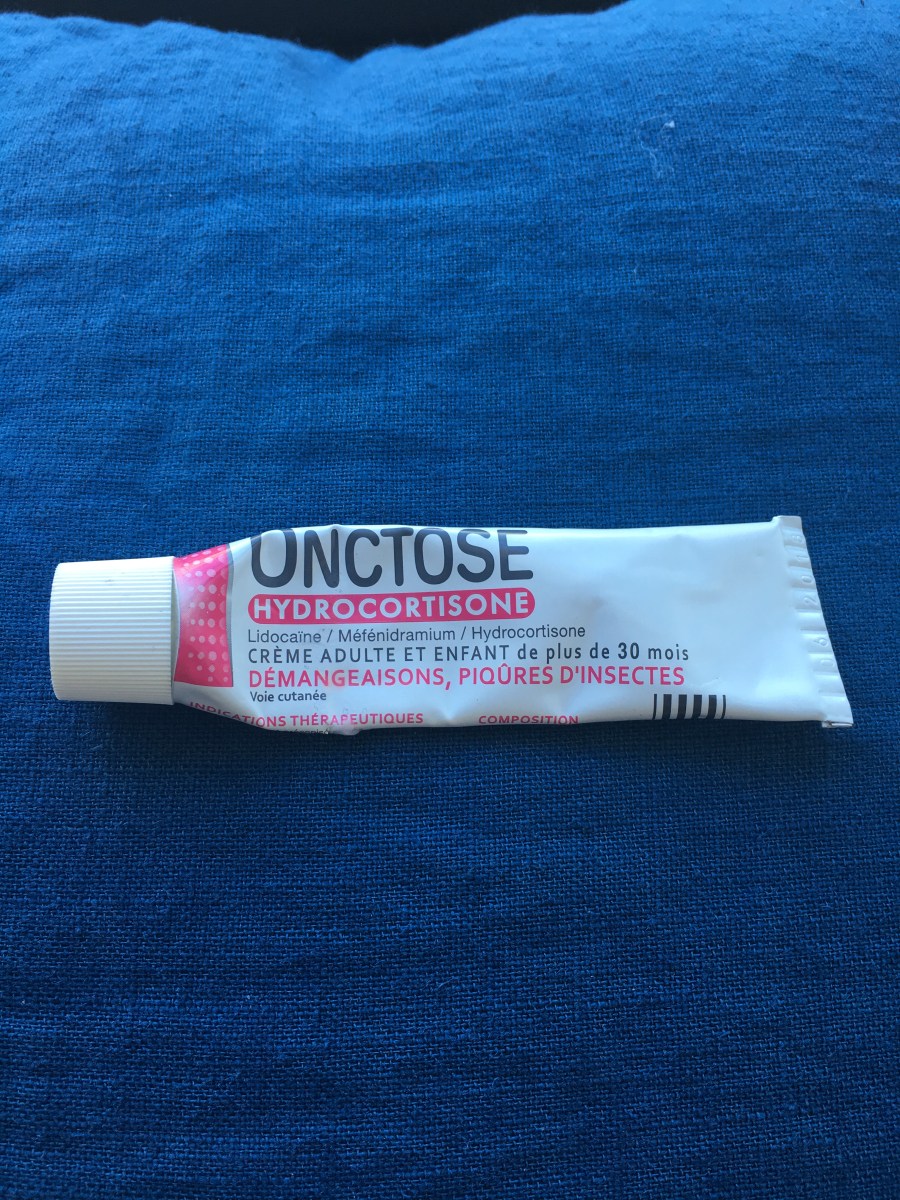 ONCTOSE
HYDROCORTISONE
Lidocaïne / Méfénidramium / Hydrocortisone
CRÈME ADULTE ET ENFANT de plus de 30 mois
DÉMANGEAISONS, PIQÛRES D'INSECTES
Voie cutanée
INDICATIONS THÉRAPEUTIQUES COMPOSITION